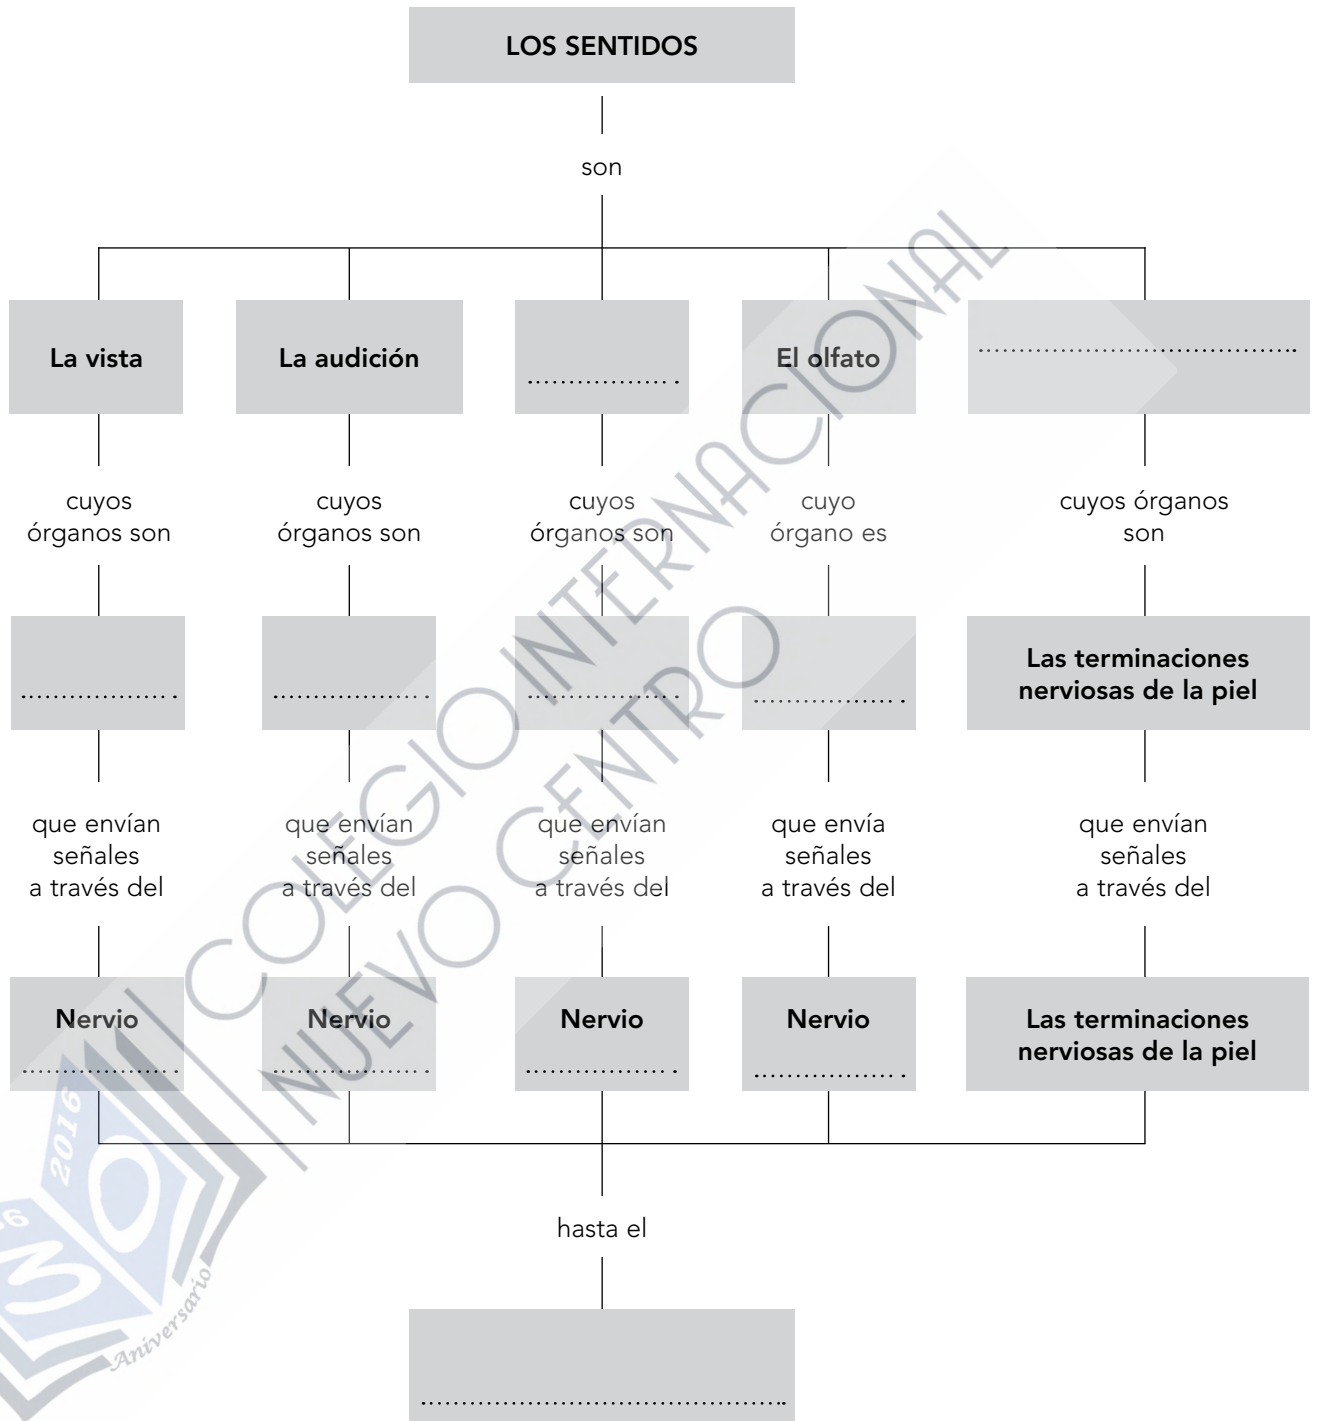 LOS SENTIDOS
son
La vista
La audición
..................
El olfato
.......................................
cuyos
órganos son
cuyos
órganos son
cuyos
órganos son
cuyo
órgano es
cuyos órganos
son
..................
..................
..................
..................
Las terminaciones
nerviosas de la piel
que envían
señales
a través del
que envían
señales
a través del
que envían
señales
a través del
que envía
señales
a través del
que envían
señales
a través del
Nervio
..................
Nervio
..................
Nervio
..................
Nervio
..................
Las terminaciones
nerviosas de la piel
hasta el
.............................................
COLEGIO INTERNACIONAL
NUEVO CENTRO
2016
30
Aniversario